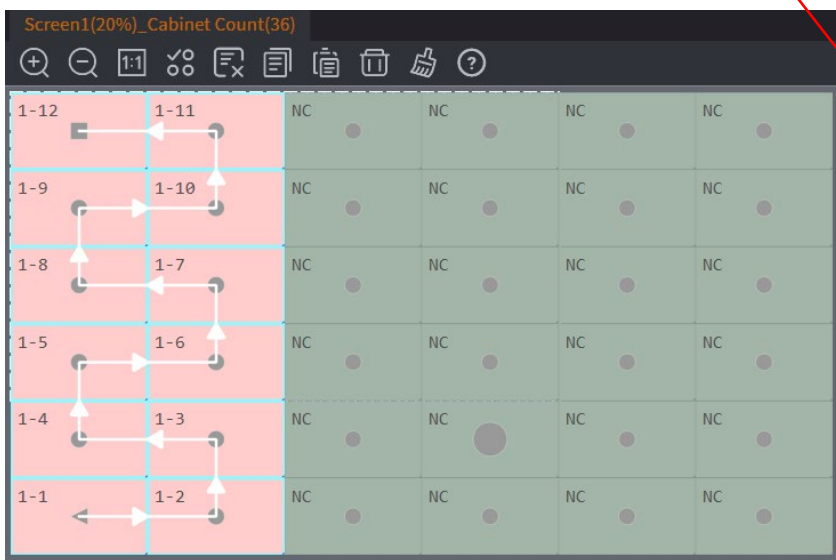 Screen1(20%)_Cabinet Count(36)
1:1
1-12 1-11 NC NC NC NC
1-9 1-10 NC NC NC NC
1-8 1-7 NC NC NC NC
1-5 1-6 NC NC NC NC
1-4 1-3 NC NC NC NC
1-1 1-2 NC NC NC NC